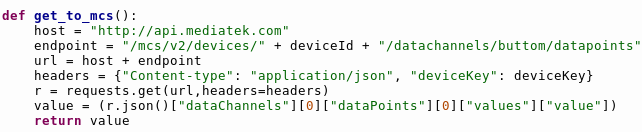 def get_to_mcs():
    host = "http://api.mediatek.com"
    endpoint = "/mcs/v2/devices/" + deviceId + "/datachannels/buttom/datapoints"
    url = host + endpoint
    headers = {"Content-type": "application/json", "deviceKey": deviceKey}
    r = requests.get(url,headers=headers)
    value = (r.json()["dataChannels"][0]["dataPoints"][0]["values"]["value"])
    return value